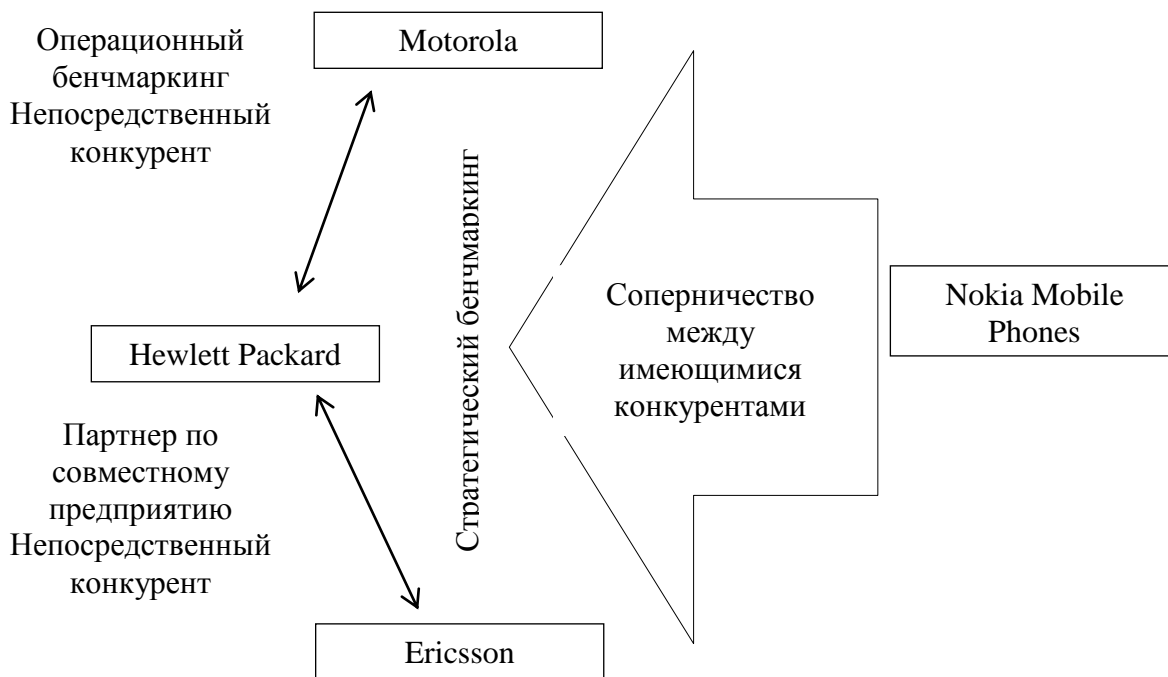 Операционный
бенчмаркинг
Непосредственный
конкурент
Motorola
Стратегический бенчмаркинг
Соперничество
между
имеющимися
конкурентами
Nokia Mobile
Phones
Hewlett Packard
Партнер по
совместному
предприятию
Непосредственный
конкурент
Ericsson